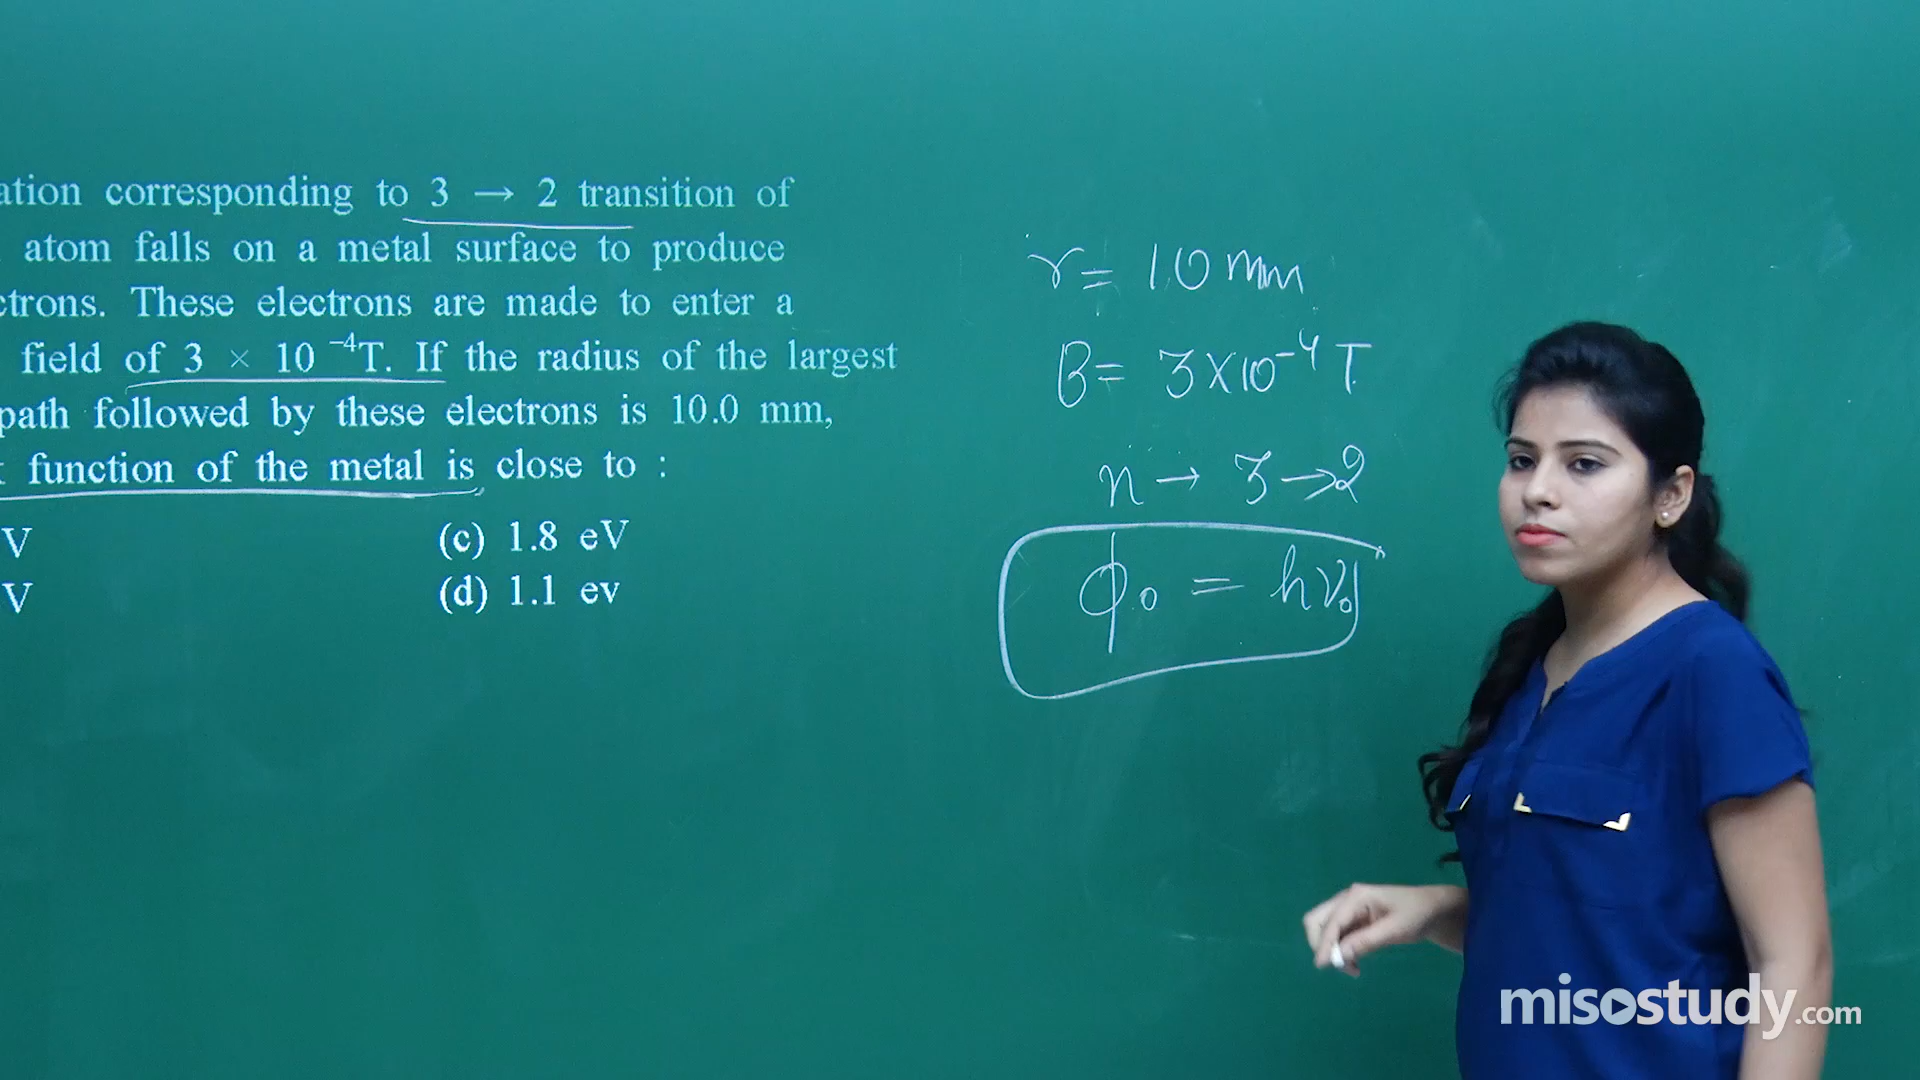 ation corresponding to 3 → 2 transition of
atom falls on a metal surface to produce
ctrons. These electrons are made to enter a
field of 3 × 10 ⁻⁴T. If the radius of the largest
path followed by these electrons is 10.0 mm,
function of the metal is close to :
V (c) 1.8 eV
V (d) 1.1 ev
r = 10 mm
B = 3×10⁻⁴ T
n → 3→2
ϕ₀ = hν₀
misostudy.com